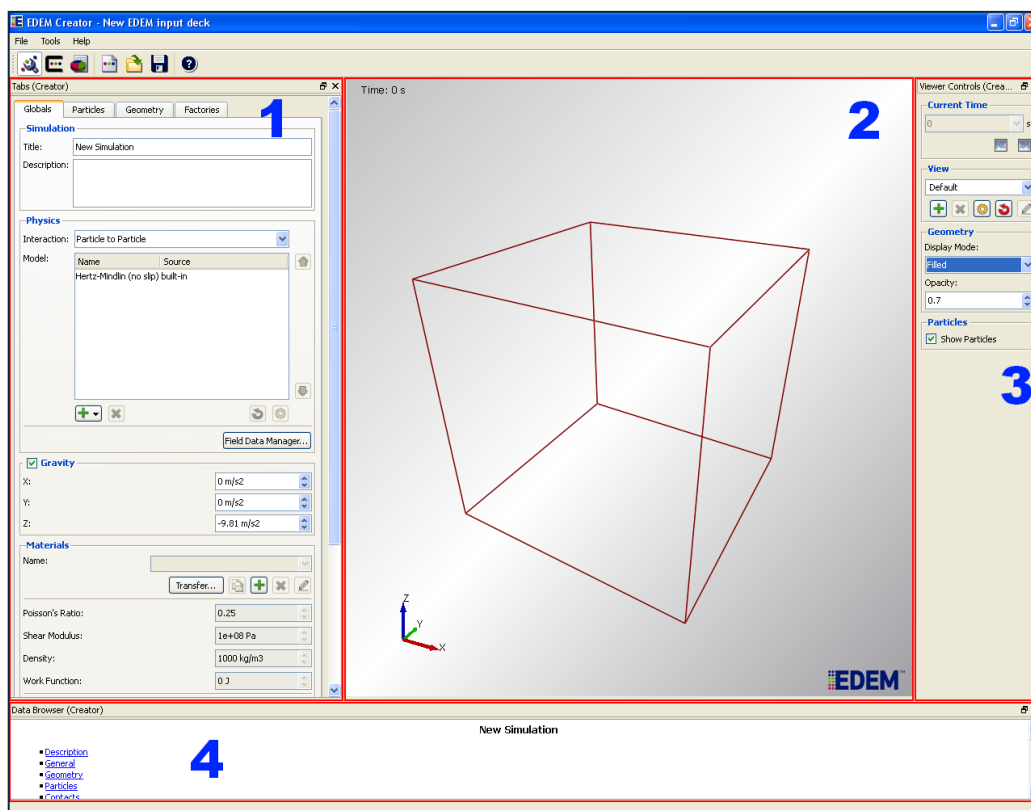 EDEM Creator - New EDEM input deck
File Tools Help
Tabs (Creator)
Globals Particles Geometry Factories
1
Simulation
Title: New Simulation
Description:
Physics
Interaction: Particle to Particle
Model: Name Source
Hertz-Mindlin (no slip) built-in
Field Data Manager...
Gravity
X: 0 m/s2
Y: 0 m/s2
Z: -9.81 m/s2
Materials
Name:
Transfer...
Poisson's Ratio: 0.25
Shear Modulus: 1e+08 Pa
Density: 1000 kg/m3
Work Function: 0 J
Time: 0 s
2
Z
Y
X
EDEM™
Viewer Controls (Crea...
Current Time
0 s
View
Default
Geometry
Display Mode:
Filled
Opacity:
0.7
Particles
Show Particles
3
Data Browser (Creator)
New Simulation
4
Description
General
Geometry
Particles
Contacts